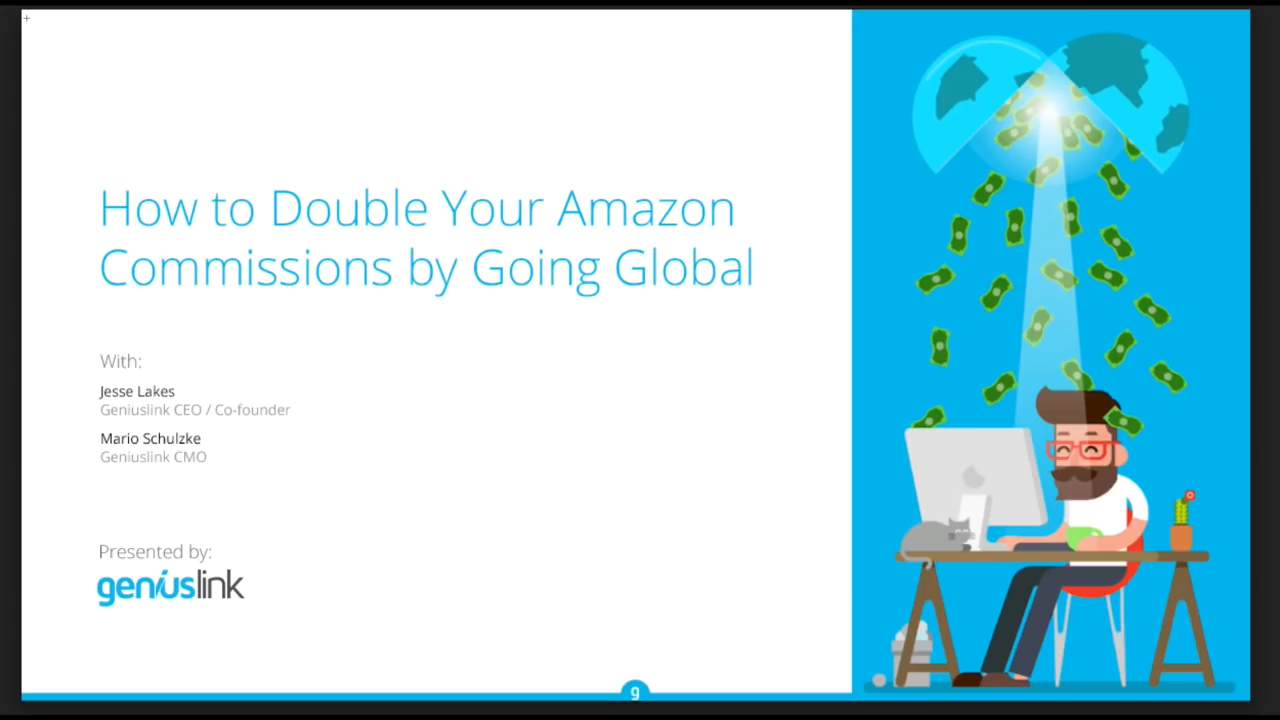 How to Double Your Amazon
Commissions by Going Global
With:
Jesse Lakes
Geniuslink CEO / Co-founder
Mario Schulzke
Geniuslink CMO
Presented by:
geniuslink
9